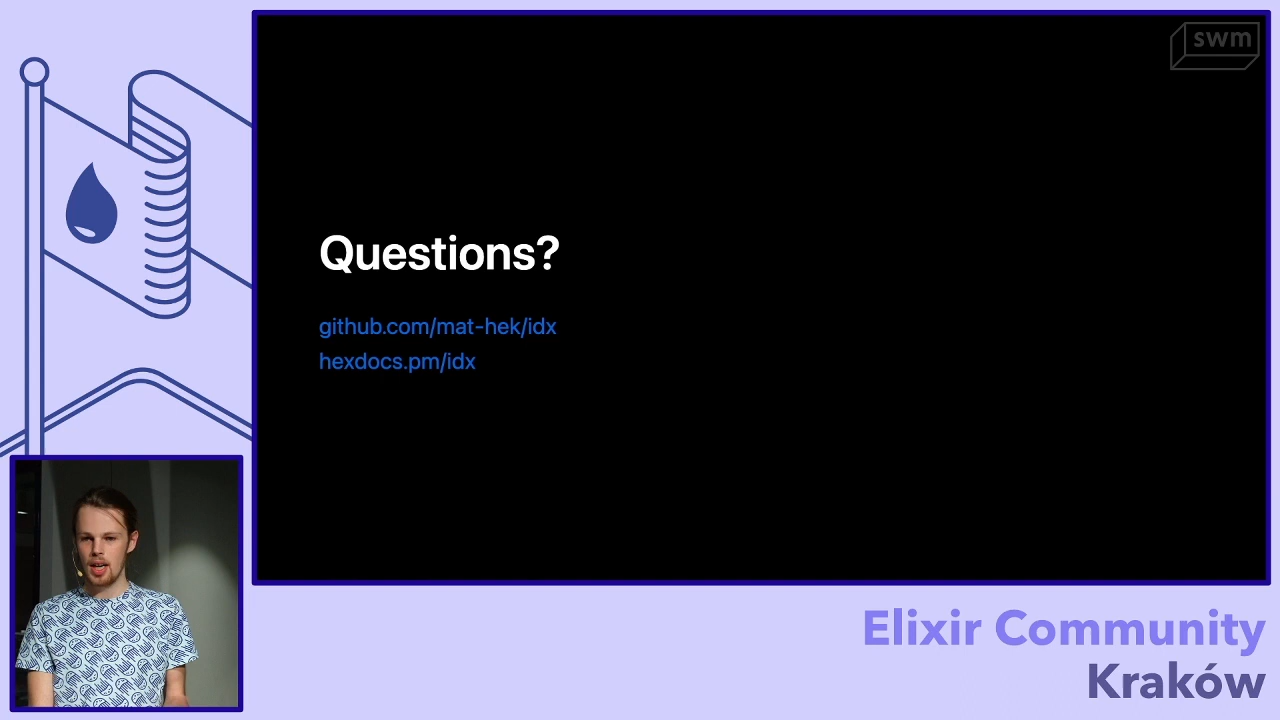 swm
Questions?
github.com/mat-hek/idx
hexdocs.pm/idx
Elixir Community
Kraków